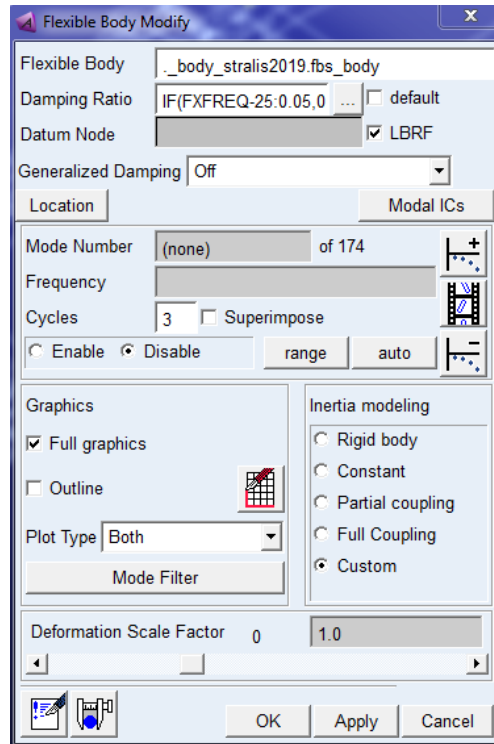 Flexible Body Modify
x
Flexible Body ._body_stralis2019.fbs_body
Damping Ratio IF(FXFREQ-25:0.05,0 ... default
Datum Node LBRF
Generalized Damping Off
Location Modal ICs
Mode Number (none) of 174
Frequency
Cycles 3 Superimpose
Enable Disable range auto
Graphics
Full graphics
Outline
Plot Type Both
Mode Filter
Inertia modeling
Rigid body
Constant
Partial coupling
Full Coupling
Custom
Deformation Scale Factor 0 1.0
OK Apply Cancel